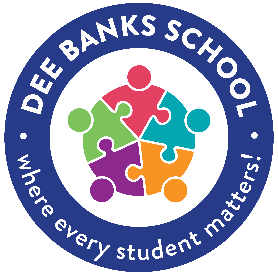 DEE BANKS SCHOOL
where every student matters!